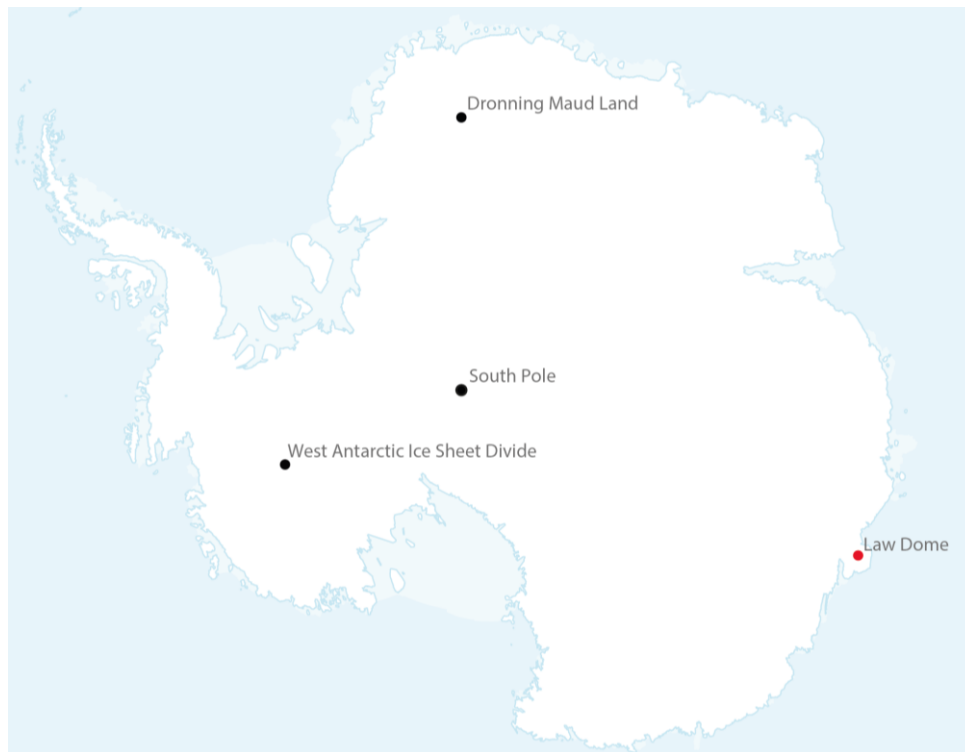 Dronning Maud Land
South Pole
West Antarctic Ice Sheet Divide
Law Dome